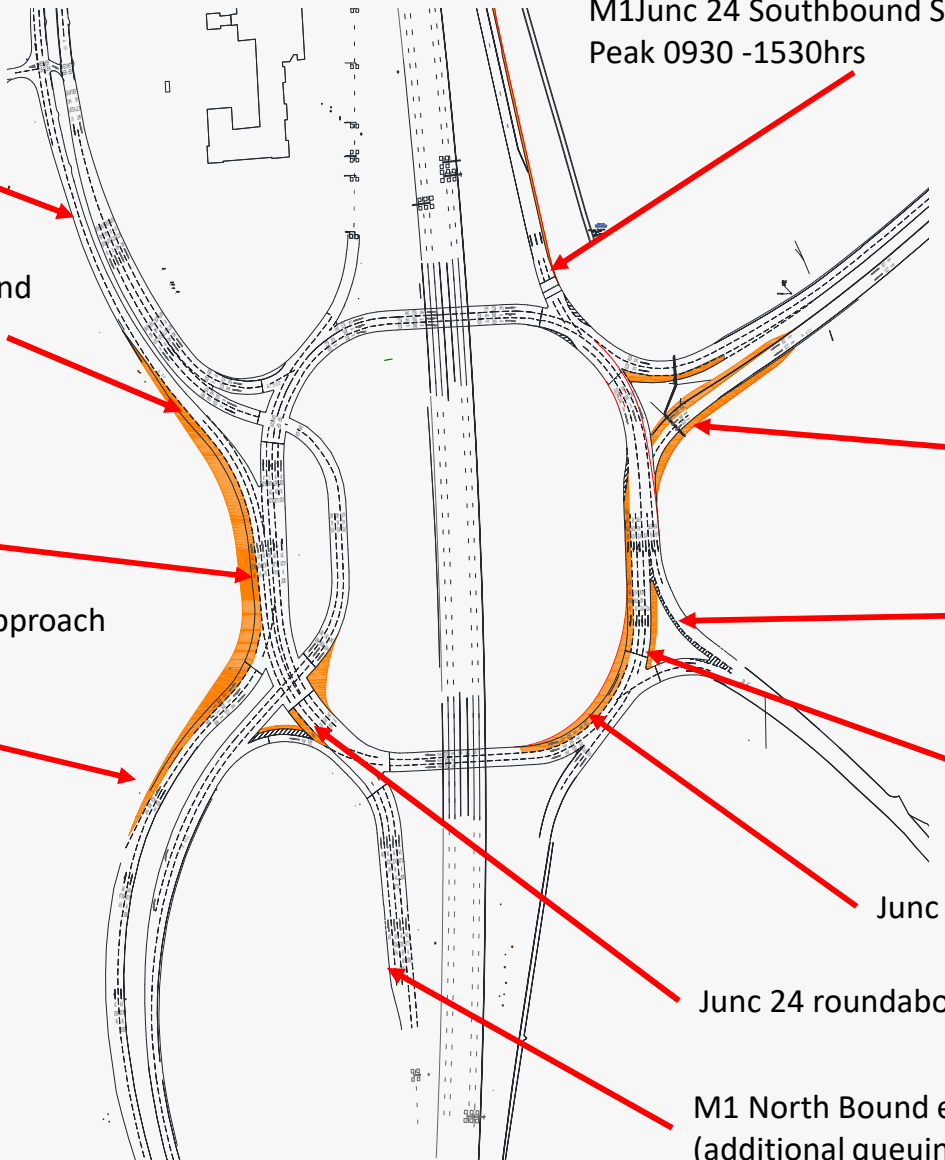 M1Junc 24 Southbound S
Peak 0930 -1530hrs
nd
pproach
Junc
Junc 24 roundabo
M1 North Bound e
(additional queuin